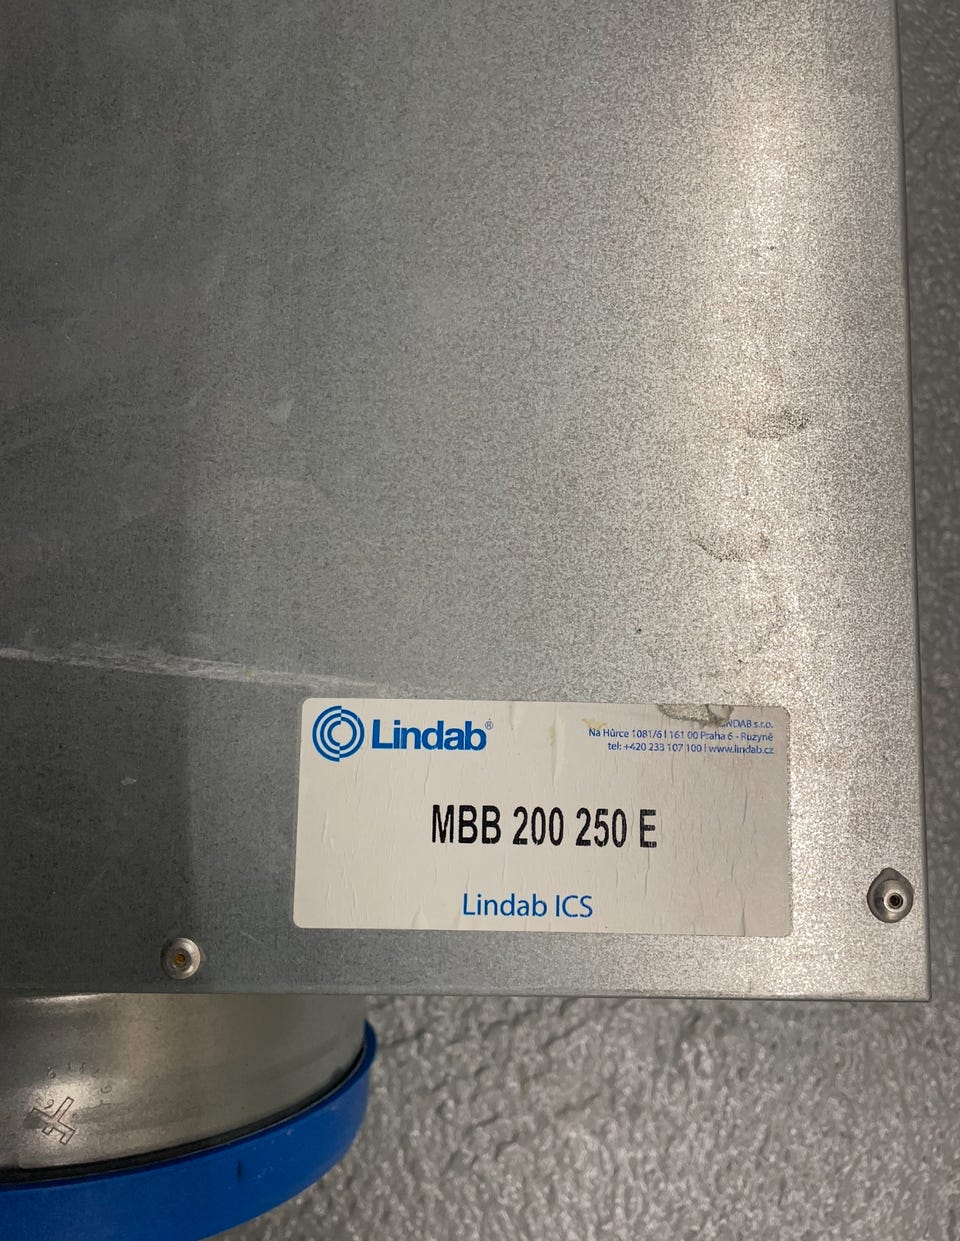 Lindab®
LINDAB s.r.o.
Na Hůrce 1081/6 | 161 00 Praha 6 - Ruzyně
tel: +420 233 107 100 | www.lindab.cz
MBB 200 250 E
Lindab ICS